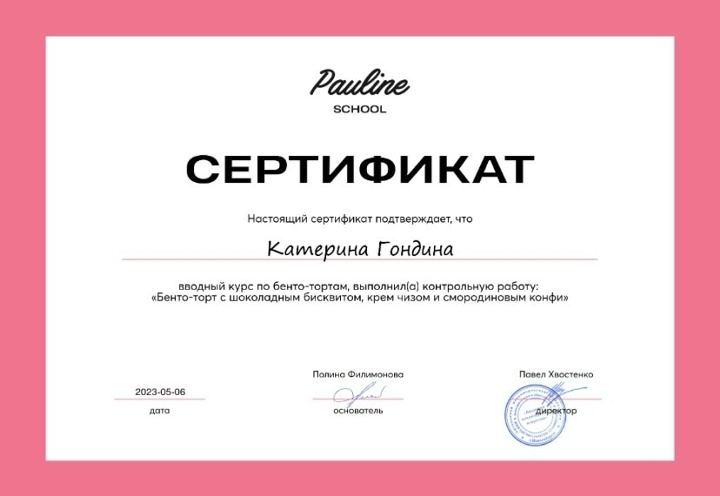 Pauline
SCHOOL
СЕРТИФИКАТ
Настоящий сертификат подтверждает, что
Катерина Гондина
вводный курс по бенто-тортам, выполнил(а) контрольную работу:
«Бенто-торт с шоколадным бисквитом, крем чизом и смородиновым конфи»
Полина Филимонова
Павел Хвостенко
2023-05-06
дата
основатель
директор